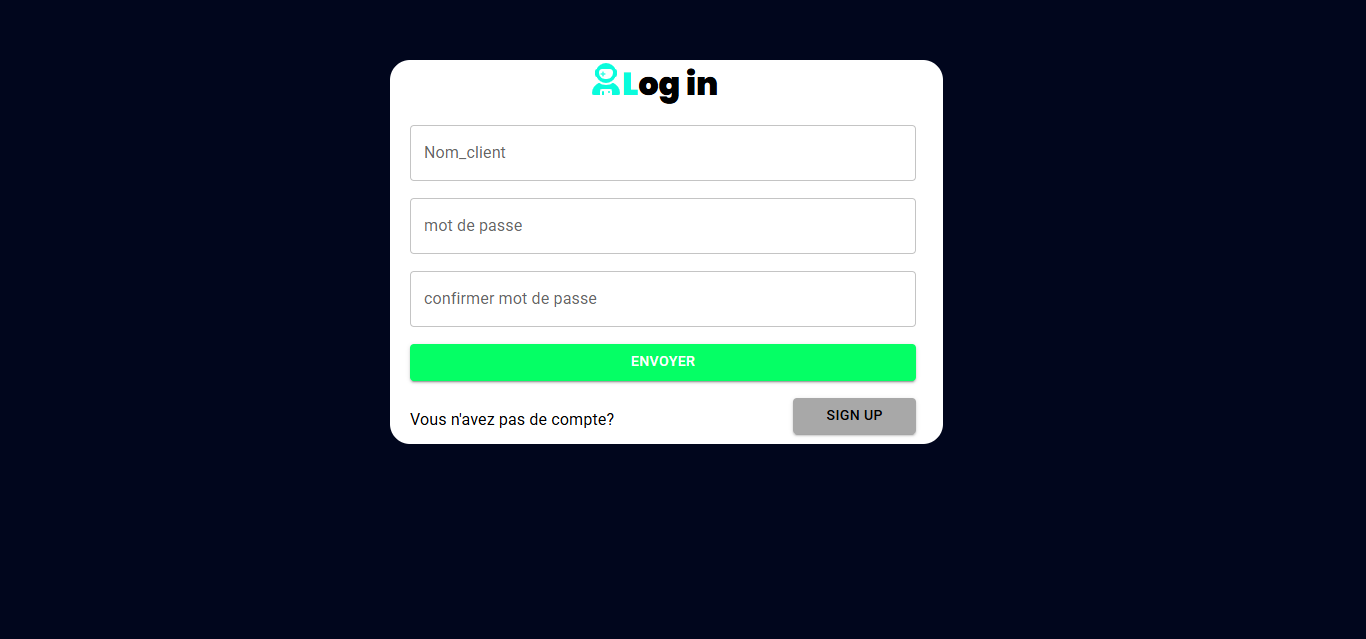 Log in
Nom_client
mot de passe
confirmer mot de passe
ENVOYER
Vous n'avez pas de compte?
SIGN UP